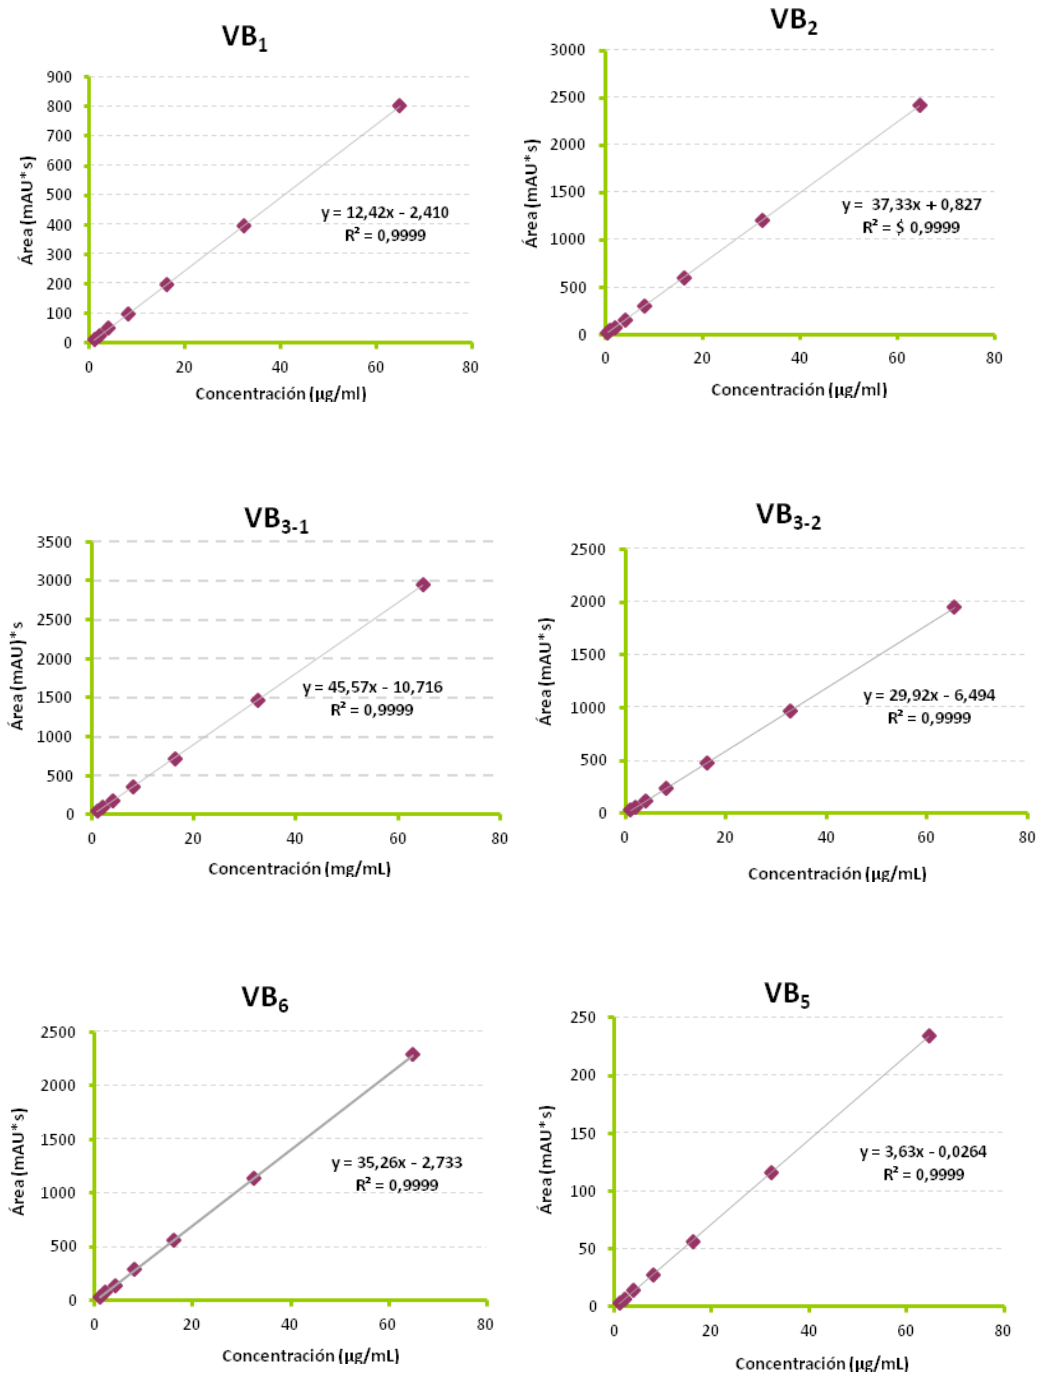 VB₁
900
800
700
600
500
400
300
200
100
0
Área (mAU*s)
y = 12,42x - 2,410
R² = 0,9999
0 20 40 60 80
Concentración (µg/ml)
VB₂
3000
2500
2000
1500
1000
500
0
Área (mAU*s)
y = 37,33x + 0,827
R² = $ 0,9999
0 20 40 60 80
Concentración (µg/ml)
VB₃₋₁
3500
3000
2500
2000
1500
1000
500
0
Área (mAU)*s
y = 45,57x - 10,716
R² = 0,9999
0 20 40 60 80
Concentración (mg/mL)
VB₃₋₂
2500
2000
1500
1000
500
0
Área (mAU*s)
y = 29,92x - 6,494
R² = 0,9999
0 20 40 60 80
Concentración (µg/mL)
VB₆
2500
2000
1500
1000
500
0
Área (mAU*s)
y = 35,26x - 2,733
R² = 0,9999
0 20 40 60 80
Concentración (µg/mL)
VB₅
250
200
150
100
50
0
Área (mAU*s)
y = 3,63x - 0,0264
R² = 0,9999
0 20 40 60 80
Concentración (µg/mL)